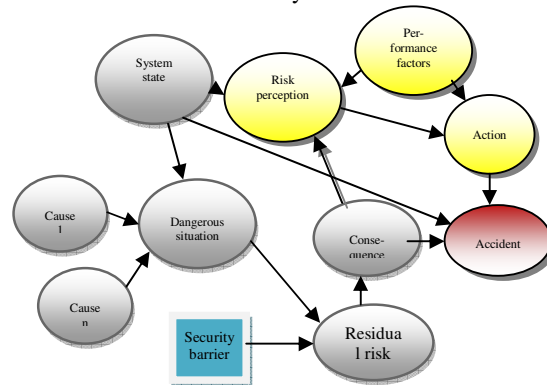 System
state
Risk
perception
Per-
formance
factors
Action
Cause
1
Dangerous
situation
Conse-
quence
Accident
Cause
n
Security
barrier
Residua
l risk